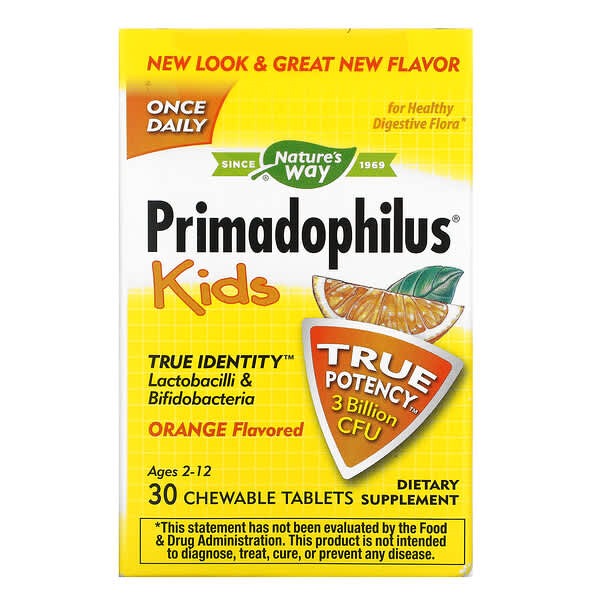 NEW LOOK & GREAT NEW FLAVOR
ONCE
DAILY
for Healthy
Digestive Flora*
SINCE
Nature's
Way
1969
Primadophilus®
Kids
TRUE IDENTITY™
Lactobacilli &
Bifidobacteria
ORANGE Flavored
TRUE
POTENCY™
3 Billion
CFU
Ages 2-12
30 CHEWABLE TABLETS
DIETARY
SUPPLEMENT
*This statement has not been evaluated by the Food
& Drug Administration. This product is not intended
to diagnose, treat, cure, or prevent any disease.